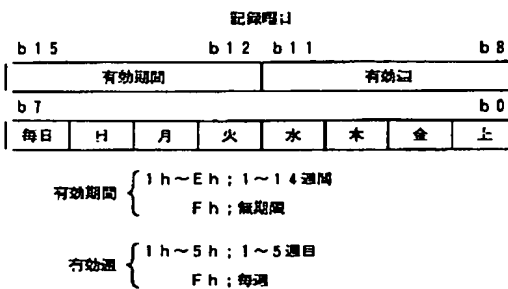 記録曜日
b15 b12 b11 b8
有効期間 有効週
b7 b0
毎日 日 月 火 水 木 金 土
有効期間 { 1h~Eh;1~14週間
Fh;無期限
有効週 { 1h~5h;1~5週目
Fh;毎週